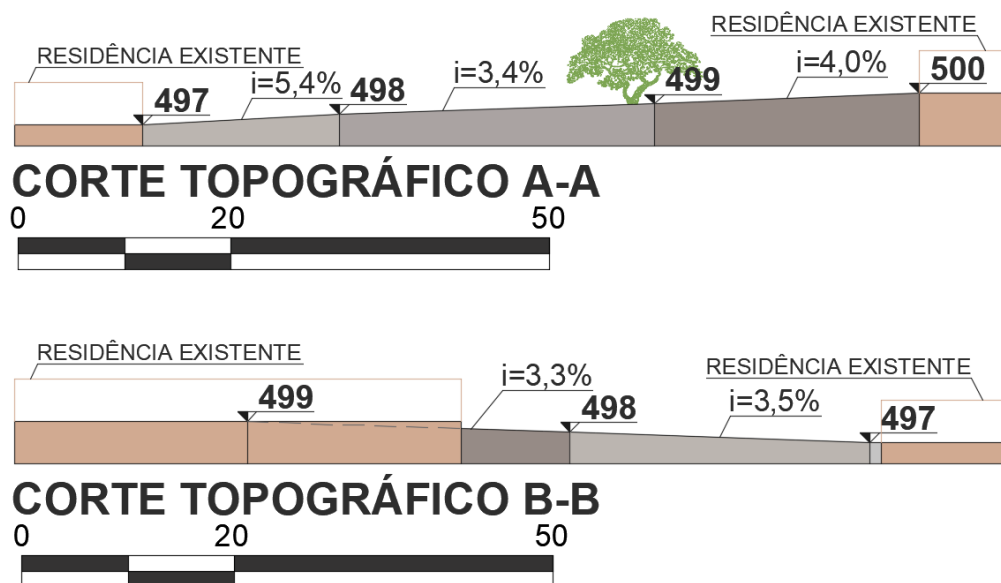 RESIDÊNCIA EXISTENTE
RESIDÊNCIA EXISTENTE
497
i=5,4%
498
i=3,4%
499
i=4,0%
500
CORTE TOPOGRÁFICO A-A
0 20 50
RESIDÊNCIA EXISTENTE
499
i=3,3%
498
RESIDÊNCIA EXISTENTE
i=3,5%
497
CORTE TOPOGRÁFICO B-B
0 20 50